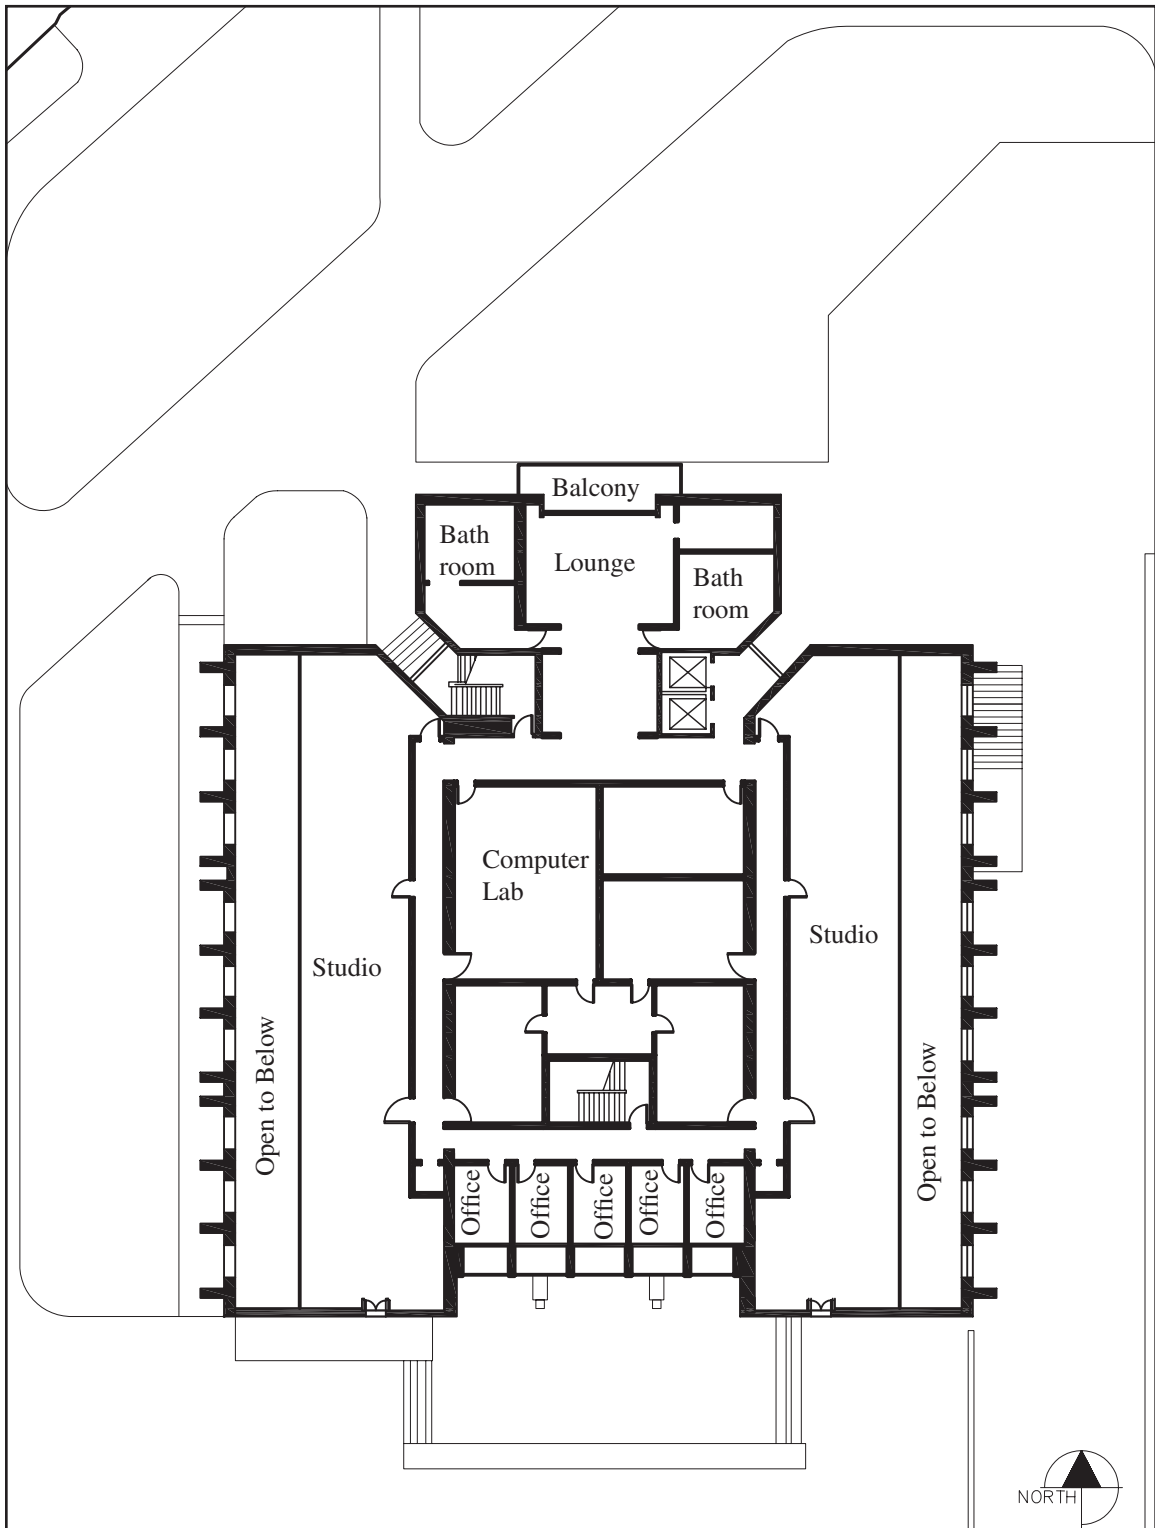 Balcony
Bath
room
Lounge
Bath
room
Computer
Lab
Studio
Studio
Open to Below
Open to Below
Office
Office
Office
Office
Office
NORTH